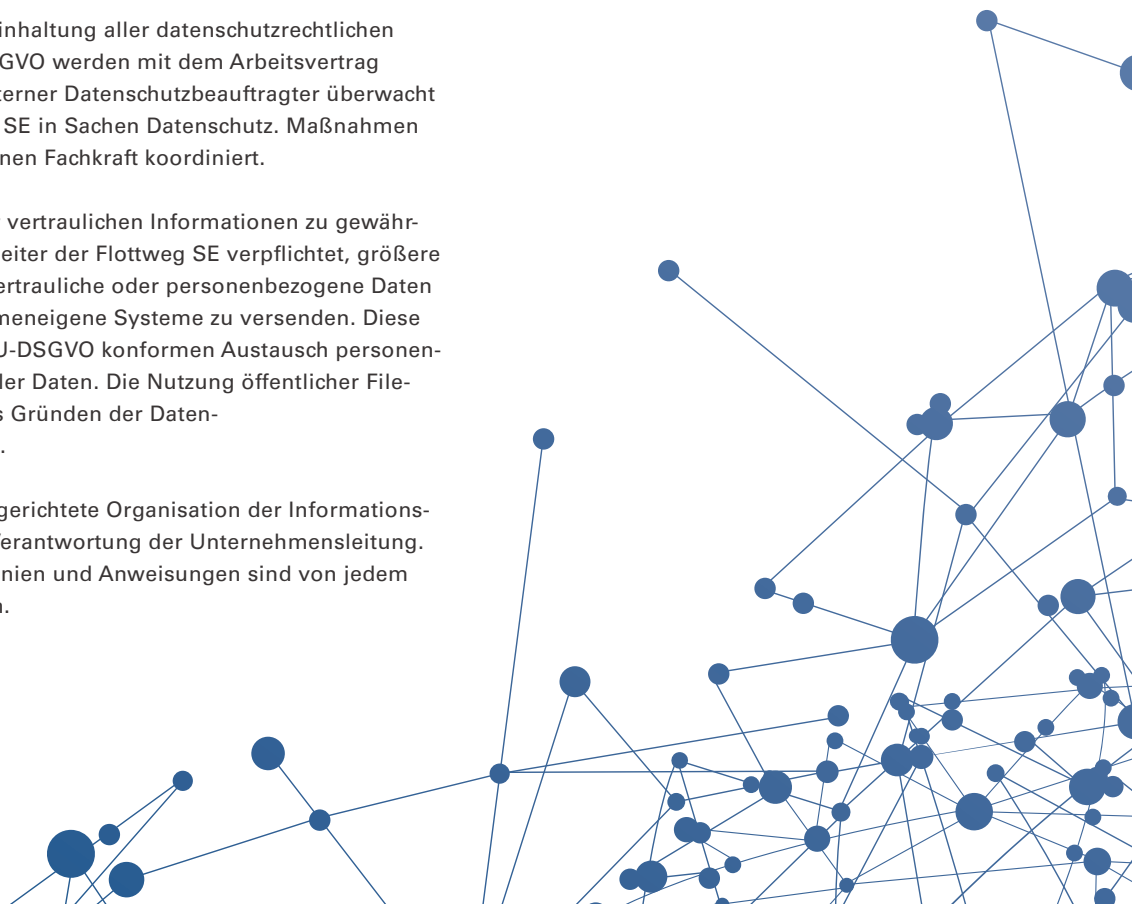 inhaltung aller datenschutzrechtlichen
GVO werden mit dem Arbeitsvertrag
terner Datenschutzbeauftragter überwacht
SE in Sachen Datenschutz. Maßnahmen
nen Fachkraft koordiniert.
vertraulichen Informationen zu gewähr-
eiter der Flottweg SE verpflichtet, größere
ertrauliche oder personenbezogene Daten
meneigene Systeme zu versenden. Diese
U-DSGVO konformen Austausch personen-
ler Daten. Die Nutzung öffentlicher File-
s Gründen der Daten-
.
gerichtete Organisation der Informations-
Verantwortung der Unternehmensleitung.
nien und Anweisungen sind von jedem
n.